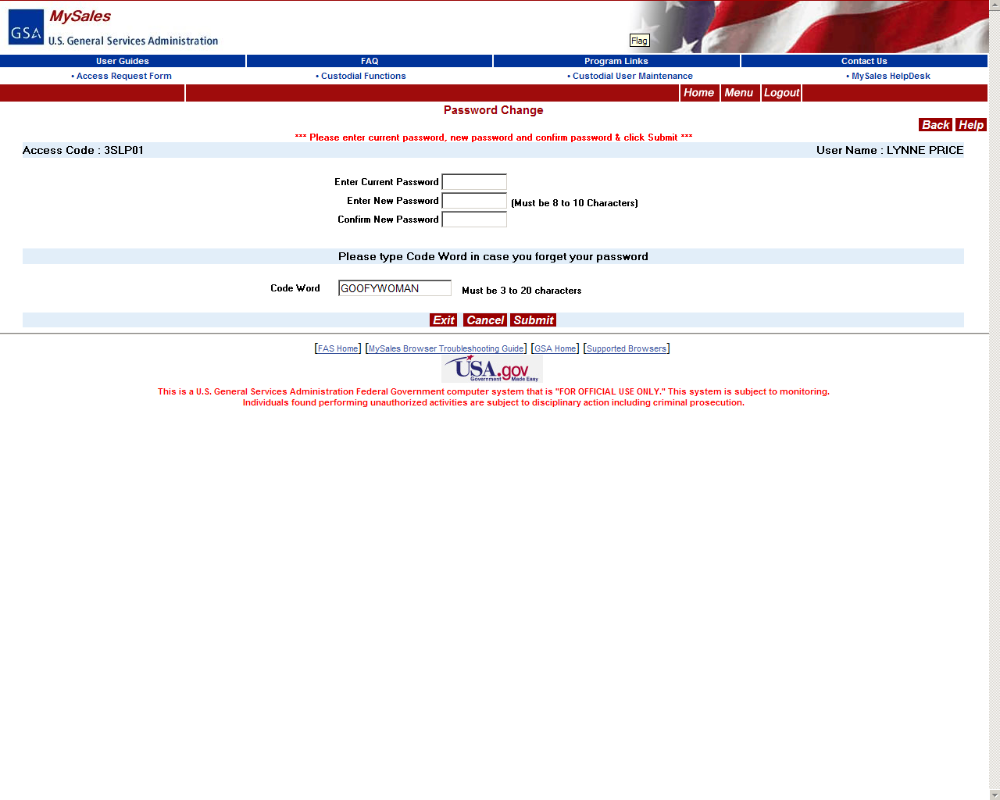 MySales
GSA
U.S. General Services Administration
Flag
User Guides FAQ Program Links Contact Us
• Access Request Form • Custodial Functions • Custodial User Maintenance • MySales HelpDesk
Home Menu Logout
Password Change
Back Help
*** Please enter current password, new password and confirm password & click Submit ***
Access Code : 3SLP01 User Name : LYNNE PRICE
Enter Current Password
Enter New Password (Must be 8 to 10 Characters)
Confirm New Password
Please type Code Word in case you forget your password
Code Word GOOFYWOMAN Must be 3 to 20 characters
Exit Cancel Submit
[FAS Home] [MySales Browser Troubleshooting Guide] [GSA Home] [Supported Browsers]
USA.gov
Government Made Easy
This is a U.S. General Services Administration Federal Government computer system that is "FOR OFFICIAL USE ONLY." This system is subject to monitoring.
Individuals found performing unauthorized activities are subject to disciplinary action including criminal prosecution.